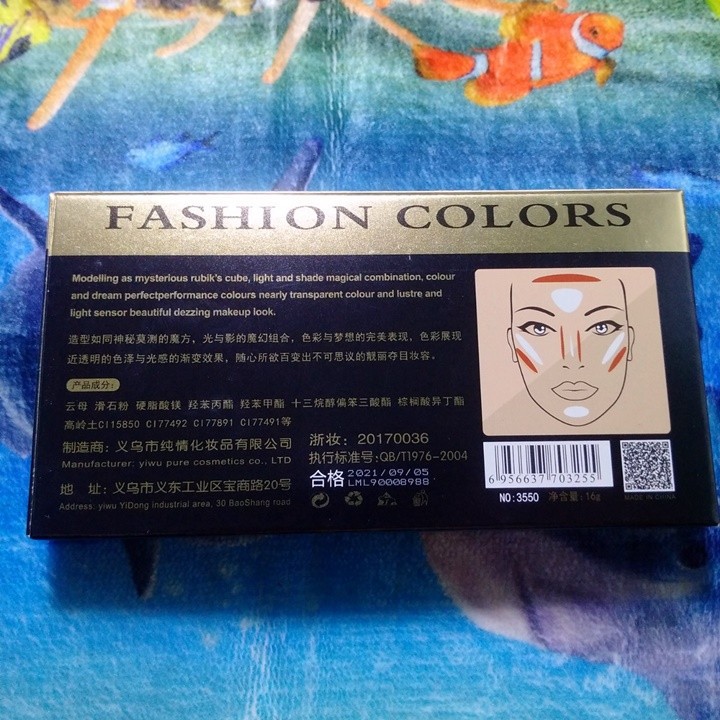 FASHION COLORS
Modelling as mysterious rubik's cube, light and shade magical combination, colour
and dream perfectperformance colours nearly transparent colour and lustre and
light sensor beautiful dezzing makeup look.
造型如同神秘莫测的魔方，光与影的魔幻组合，色彩与梦想的完美表现，色彩展现
近透明的色泽与光感的渐变效果，随心所欲百变出不可思议的靓丽夺目妆容。
产品成分:
云母 滑石粉 硬脂酸镁 羟苯丙酯 羟苯甲酯 十三烷醇偏苯三酸酯 棕榈酸异丁酯
高岭土CI15850 CI77492 CI77891 CI77491等
制造商: 义乌市纯情化妆品有限公司
Manufacturer: yiwu pure cosmetics co., LTD
地 址: 义乌市义东工业区宝商路20号
Address: yiwu YiDong industrial area, 30 BaoShang road
浙妆: 20170036
执行标准号:QB/T1976-2004
合格 2021/09/05
LML90008988
6 956637 703255
NO: 3550 净含量: 16g
MADE IN CHINA